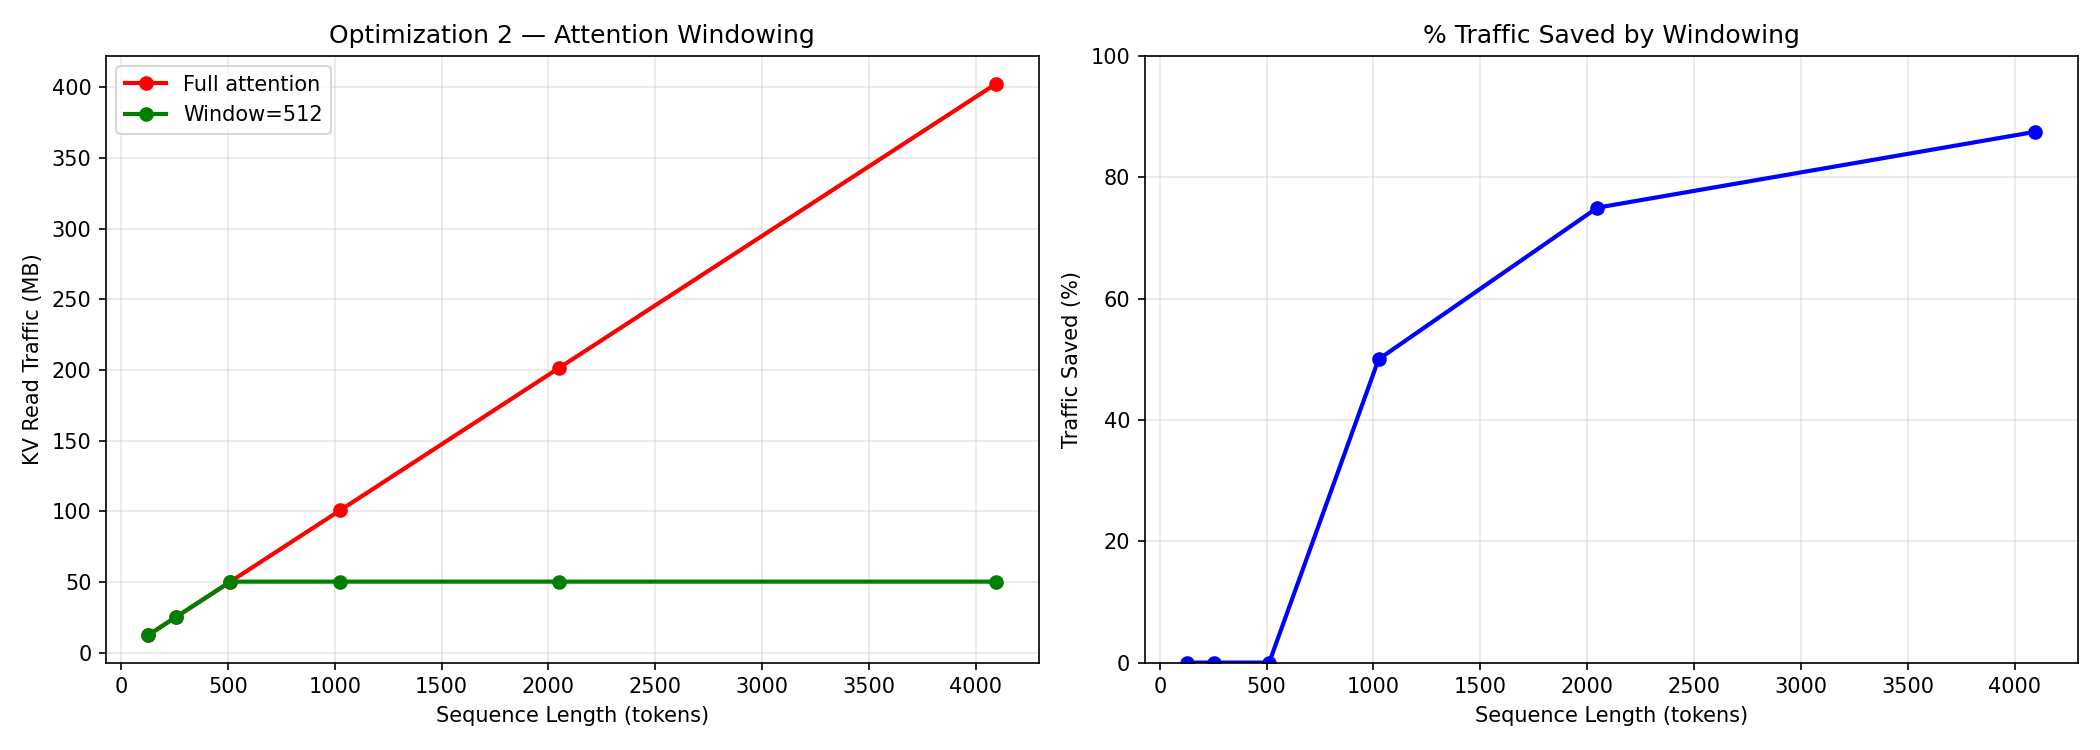 Optimization 2 — Attention Windowing
Full attention
Window=512
KV Read Traffic (MB)
400
350
300
250
200
150
100
50
0
0 500 1000 1500 2000 2500 3000 3500 4000
Sequence Length (tokens)
% Traffic Saved by Windowing
Traffic Saved (%)
100
80
60
40
20
0
0 500 1000 1500 2000 2500 3000 3500 4000
Sequence Length (tokens)